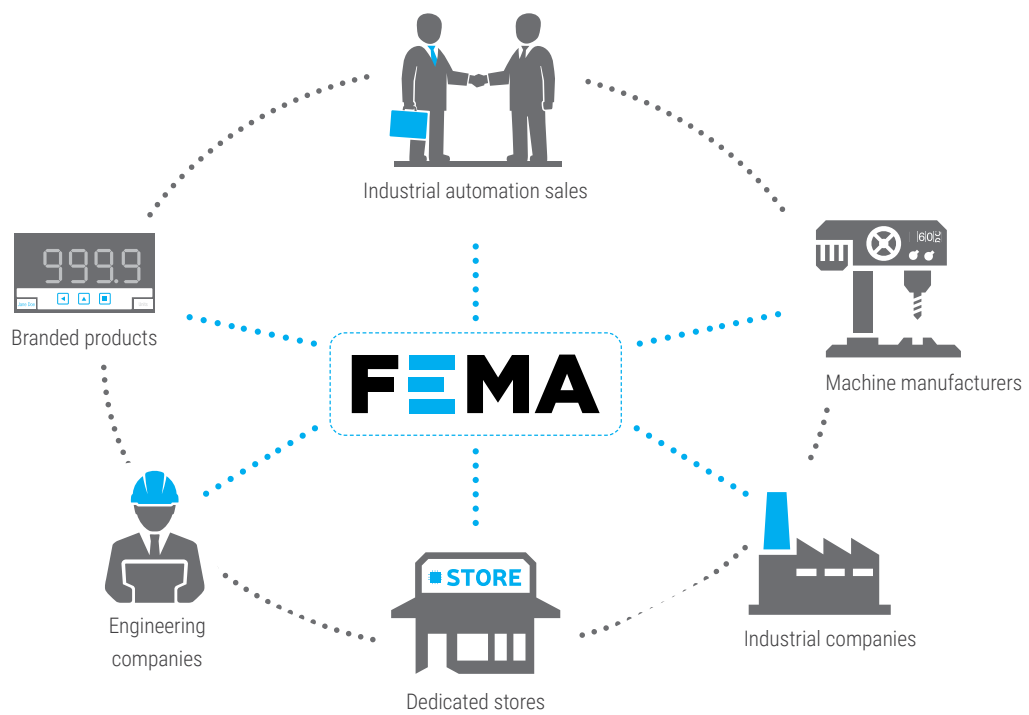 Industrial automation sales
999.9
Branded products
FEMA
Machine manufacturers
STORE
Engineering
companies
Industrial companies
Dedicated stores